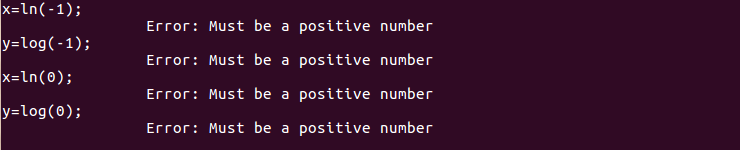 x=ln(-1);
Error: Must be a positive number
y=log(-1);
Error: Must be a positive number
x=ln(0);
Error: Must be a positive number
y=log(0);
Error: Must be a positive number